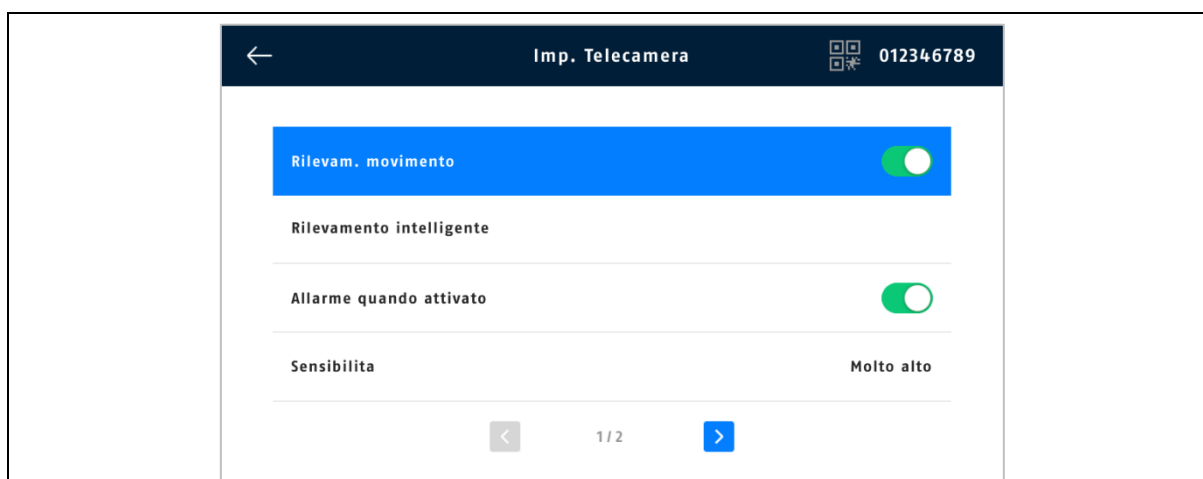 Imp. Telecamera 012346789
Rilevam. movimento
Rilevamento intelligente
Allarme quando attivato
Sensibilita Molto alto
1/2